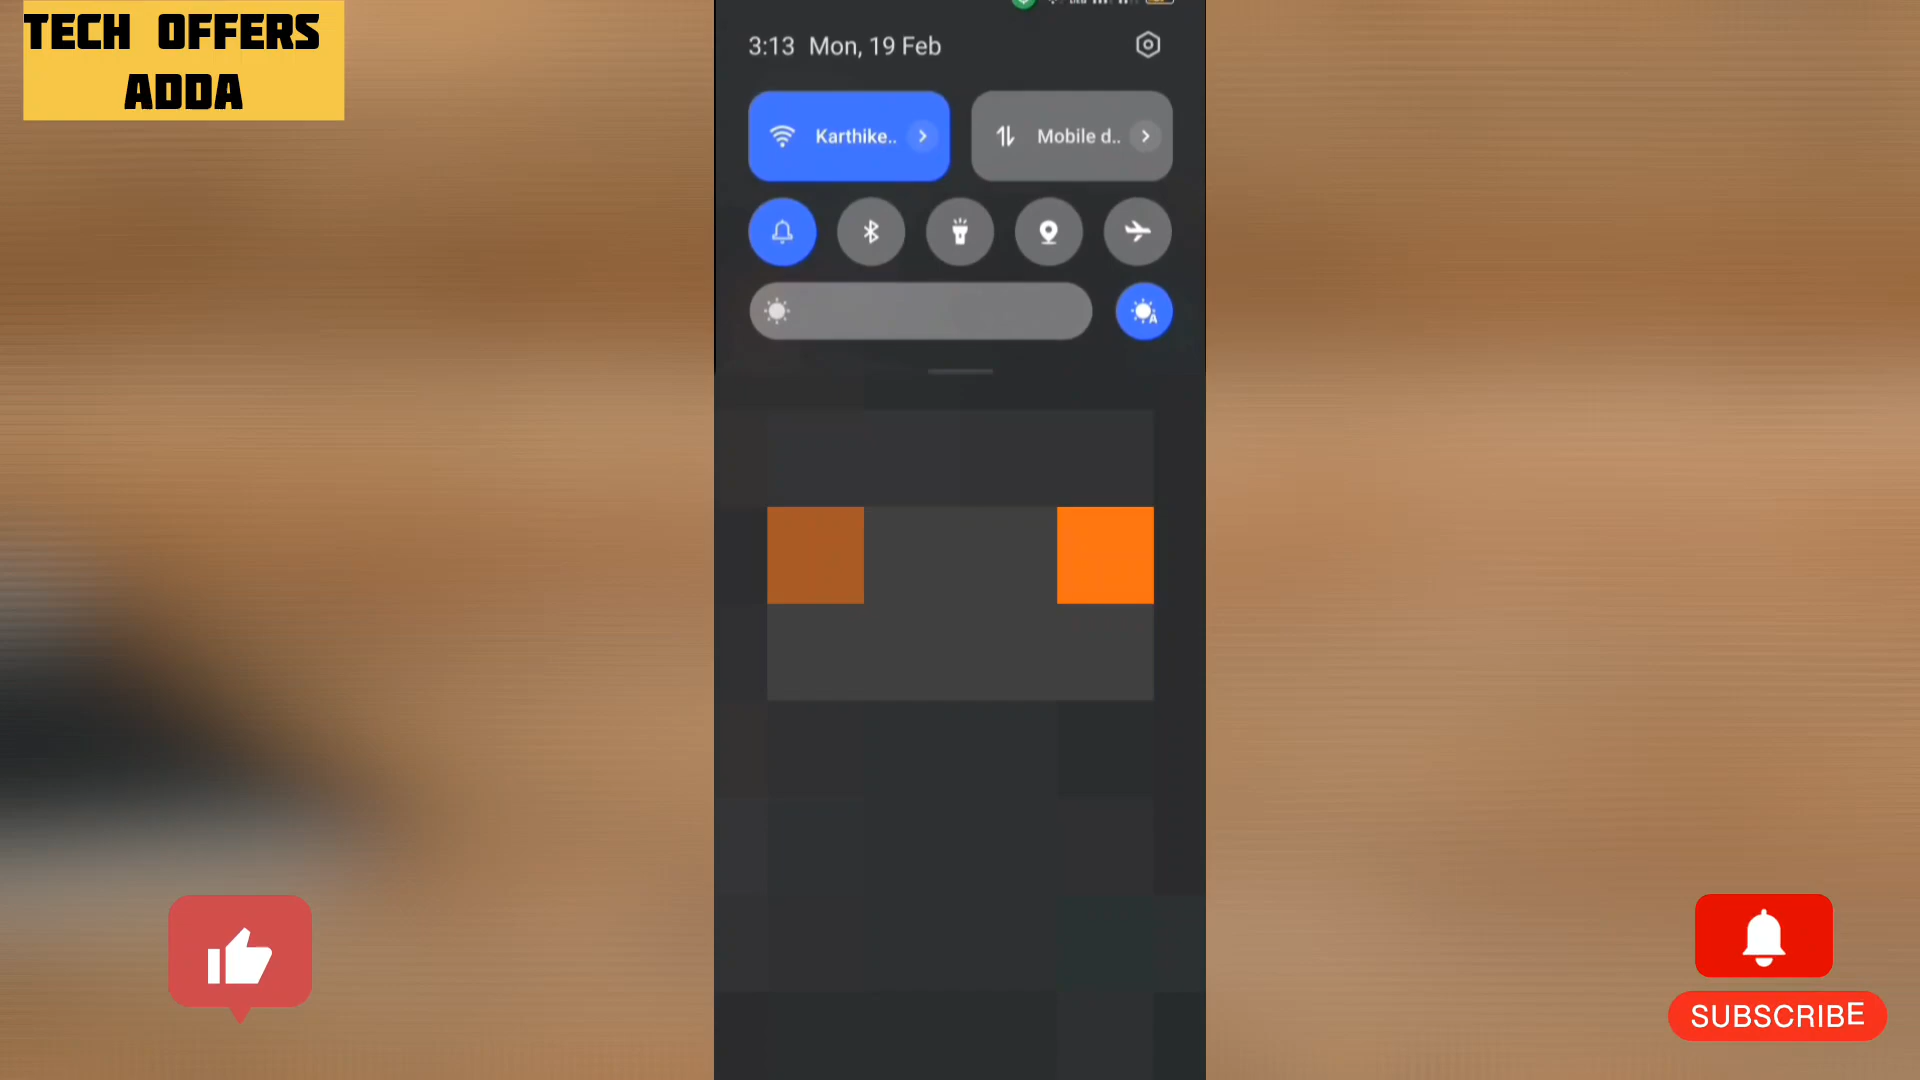 TECH OFFERS
ADDA
3:13 Mon, 19 Feb
Karthike..
Mobile d..
A
SUBSCRIBE